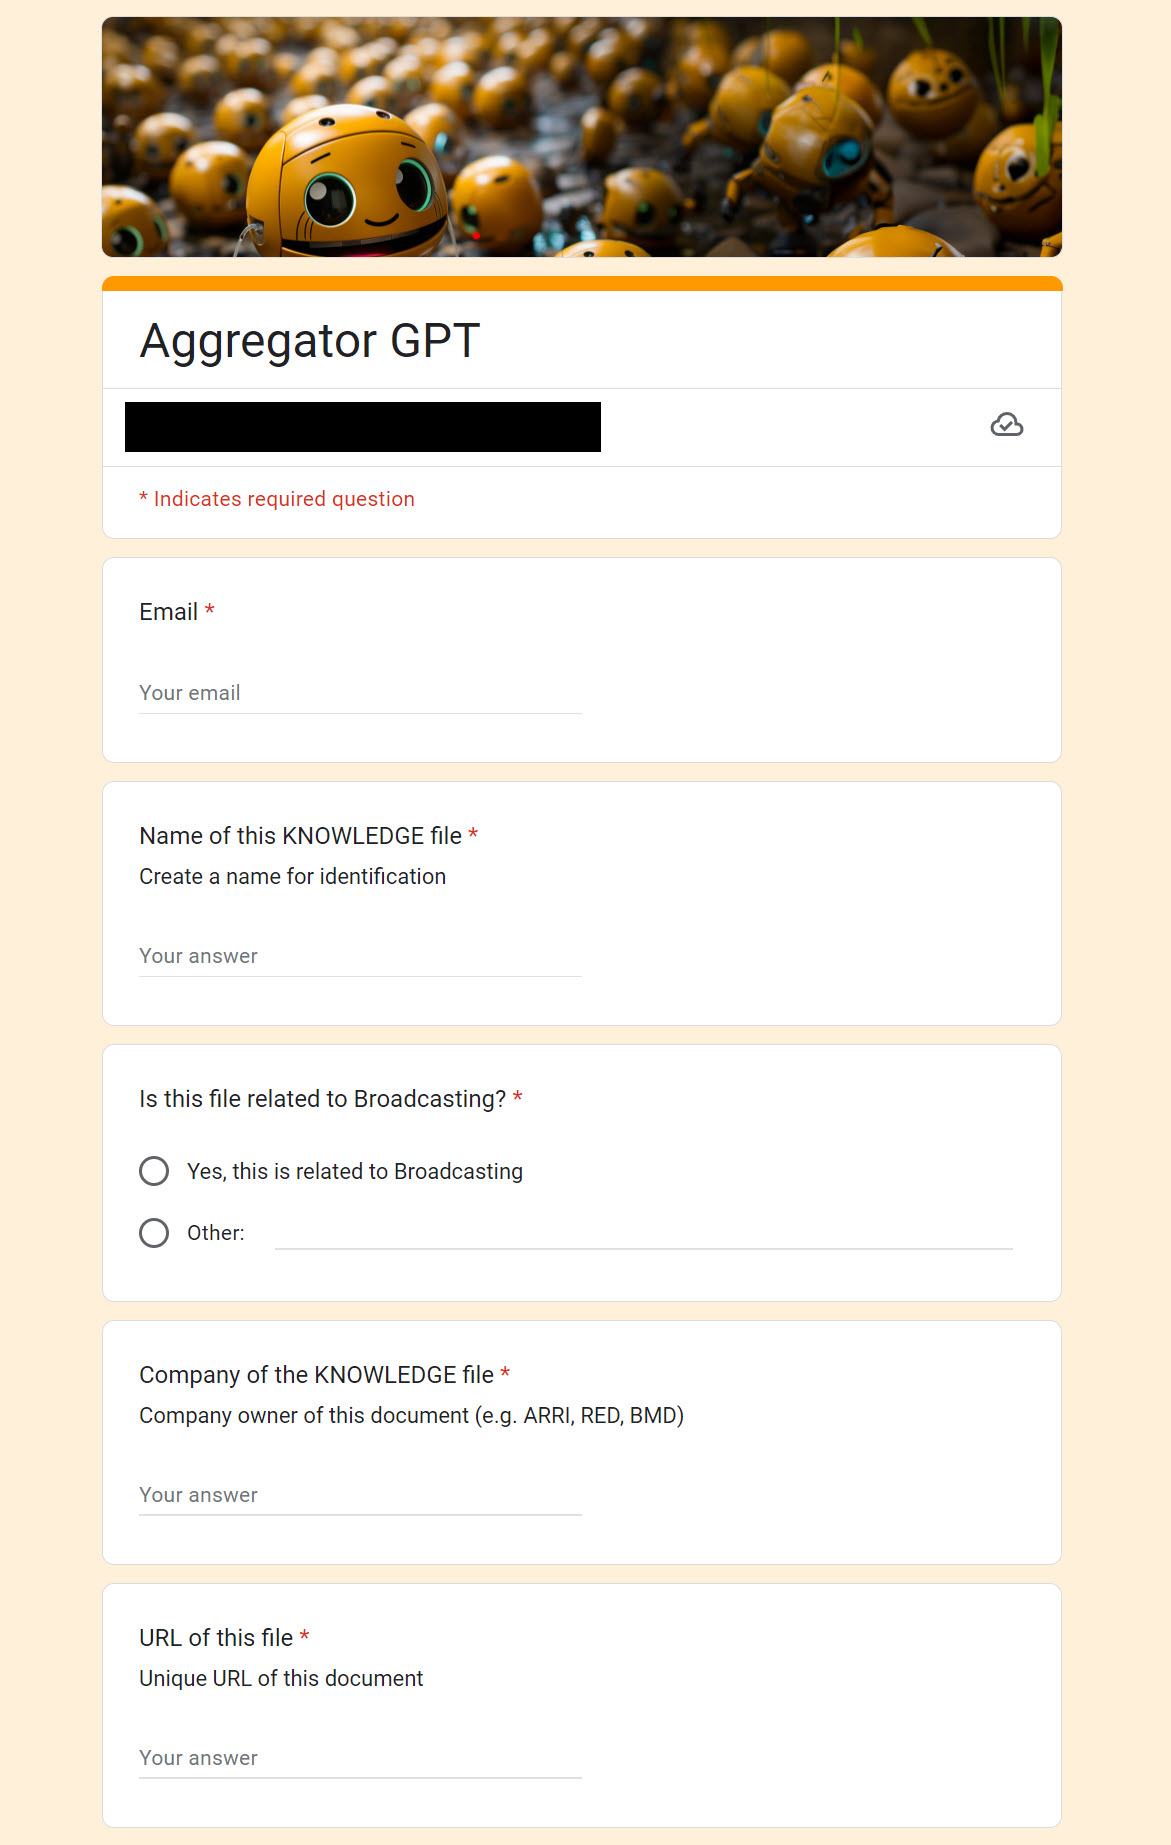 Aggregator GPT
* Indicates required question
Email *
Your email
Name of this KNOWLEDGE file *
Create a name for identification
Your answer
Is this file related to Broadcasting? *
Yes, this is related to Broadcasting
Other:
Company of the KNOWLEDGE file *
Company owner of this document (e.g. ARRI, RED, BMD)
Your answer
URL of this file *
Unique URL of this document
Your answer